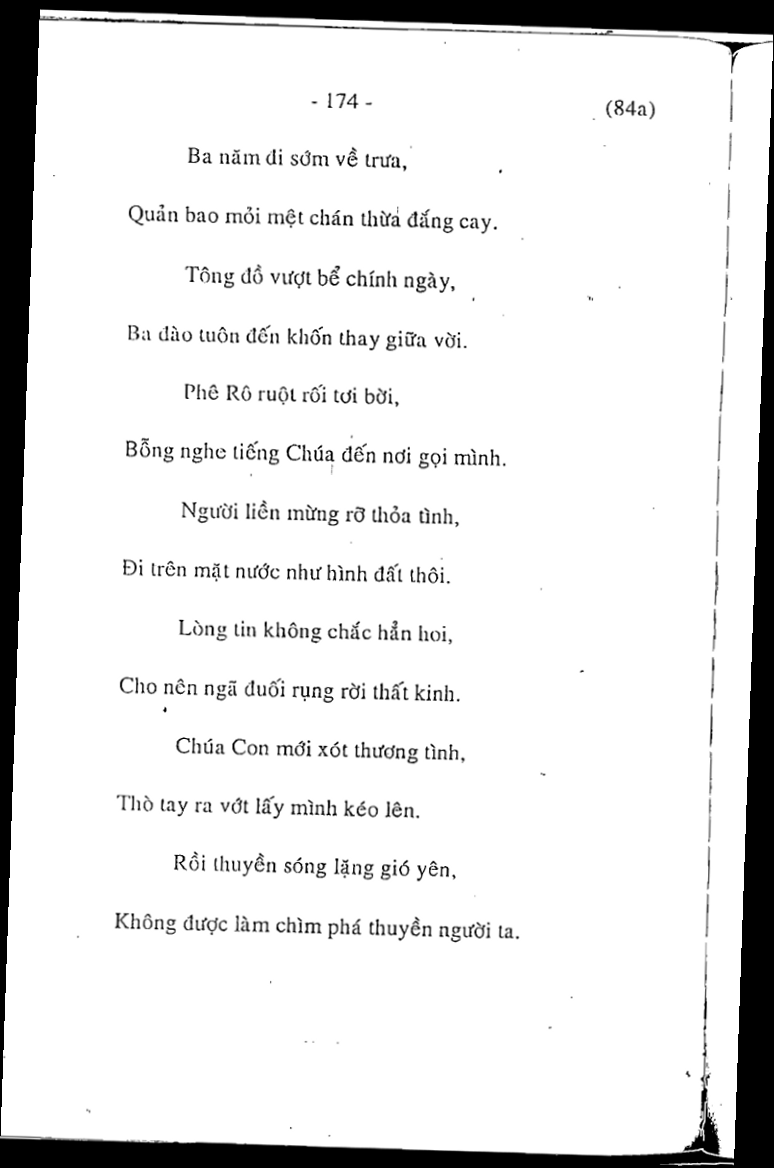 - 174 - (84a)
Ba năm đi sớm về trưa,
Quản bao mỏi mệt chán thừa đắng cay.
Tông đồ vượt bể chính ngày,
Ba đào tuôn đến khốn thay giữa vời.
Phê Rô ruột rối tơi bời,
Bỗng nghe tiếng Chúa đến nơi gọi mình.
Người liền mừng rỡ thỏa tình,
Đi trên mặt nước như hình đất thôi.
Lòng tin không chắc hẳn hoi,
Cho nên ngã đuối rụng rời thất kinh.
Chúa Con mới xót thương tình,
Thò tay ra vớt lấy mình kéo lên.
Rồi thuyền sóng lặng gió yên,
Không được làm chìm phá thuyền người ta.